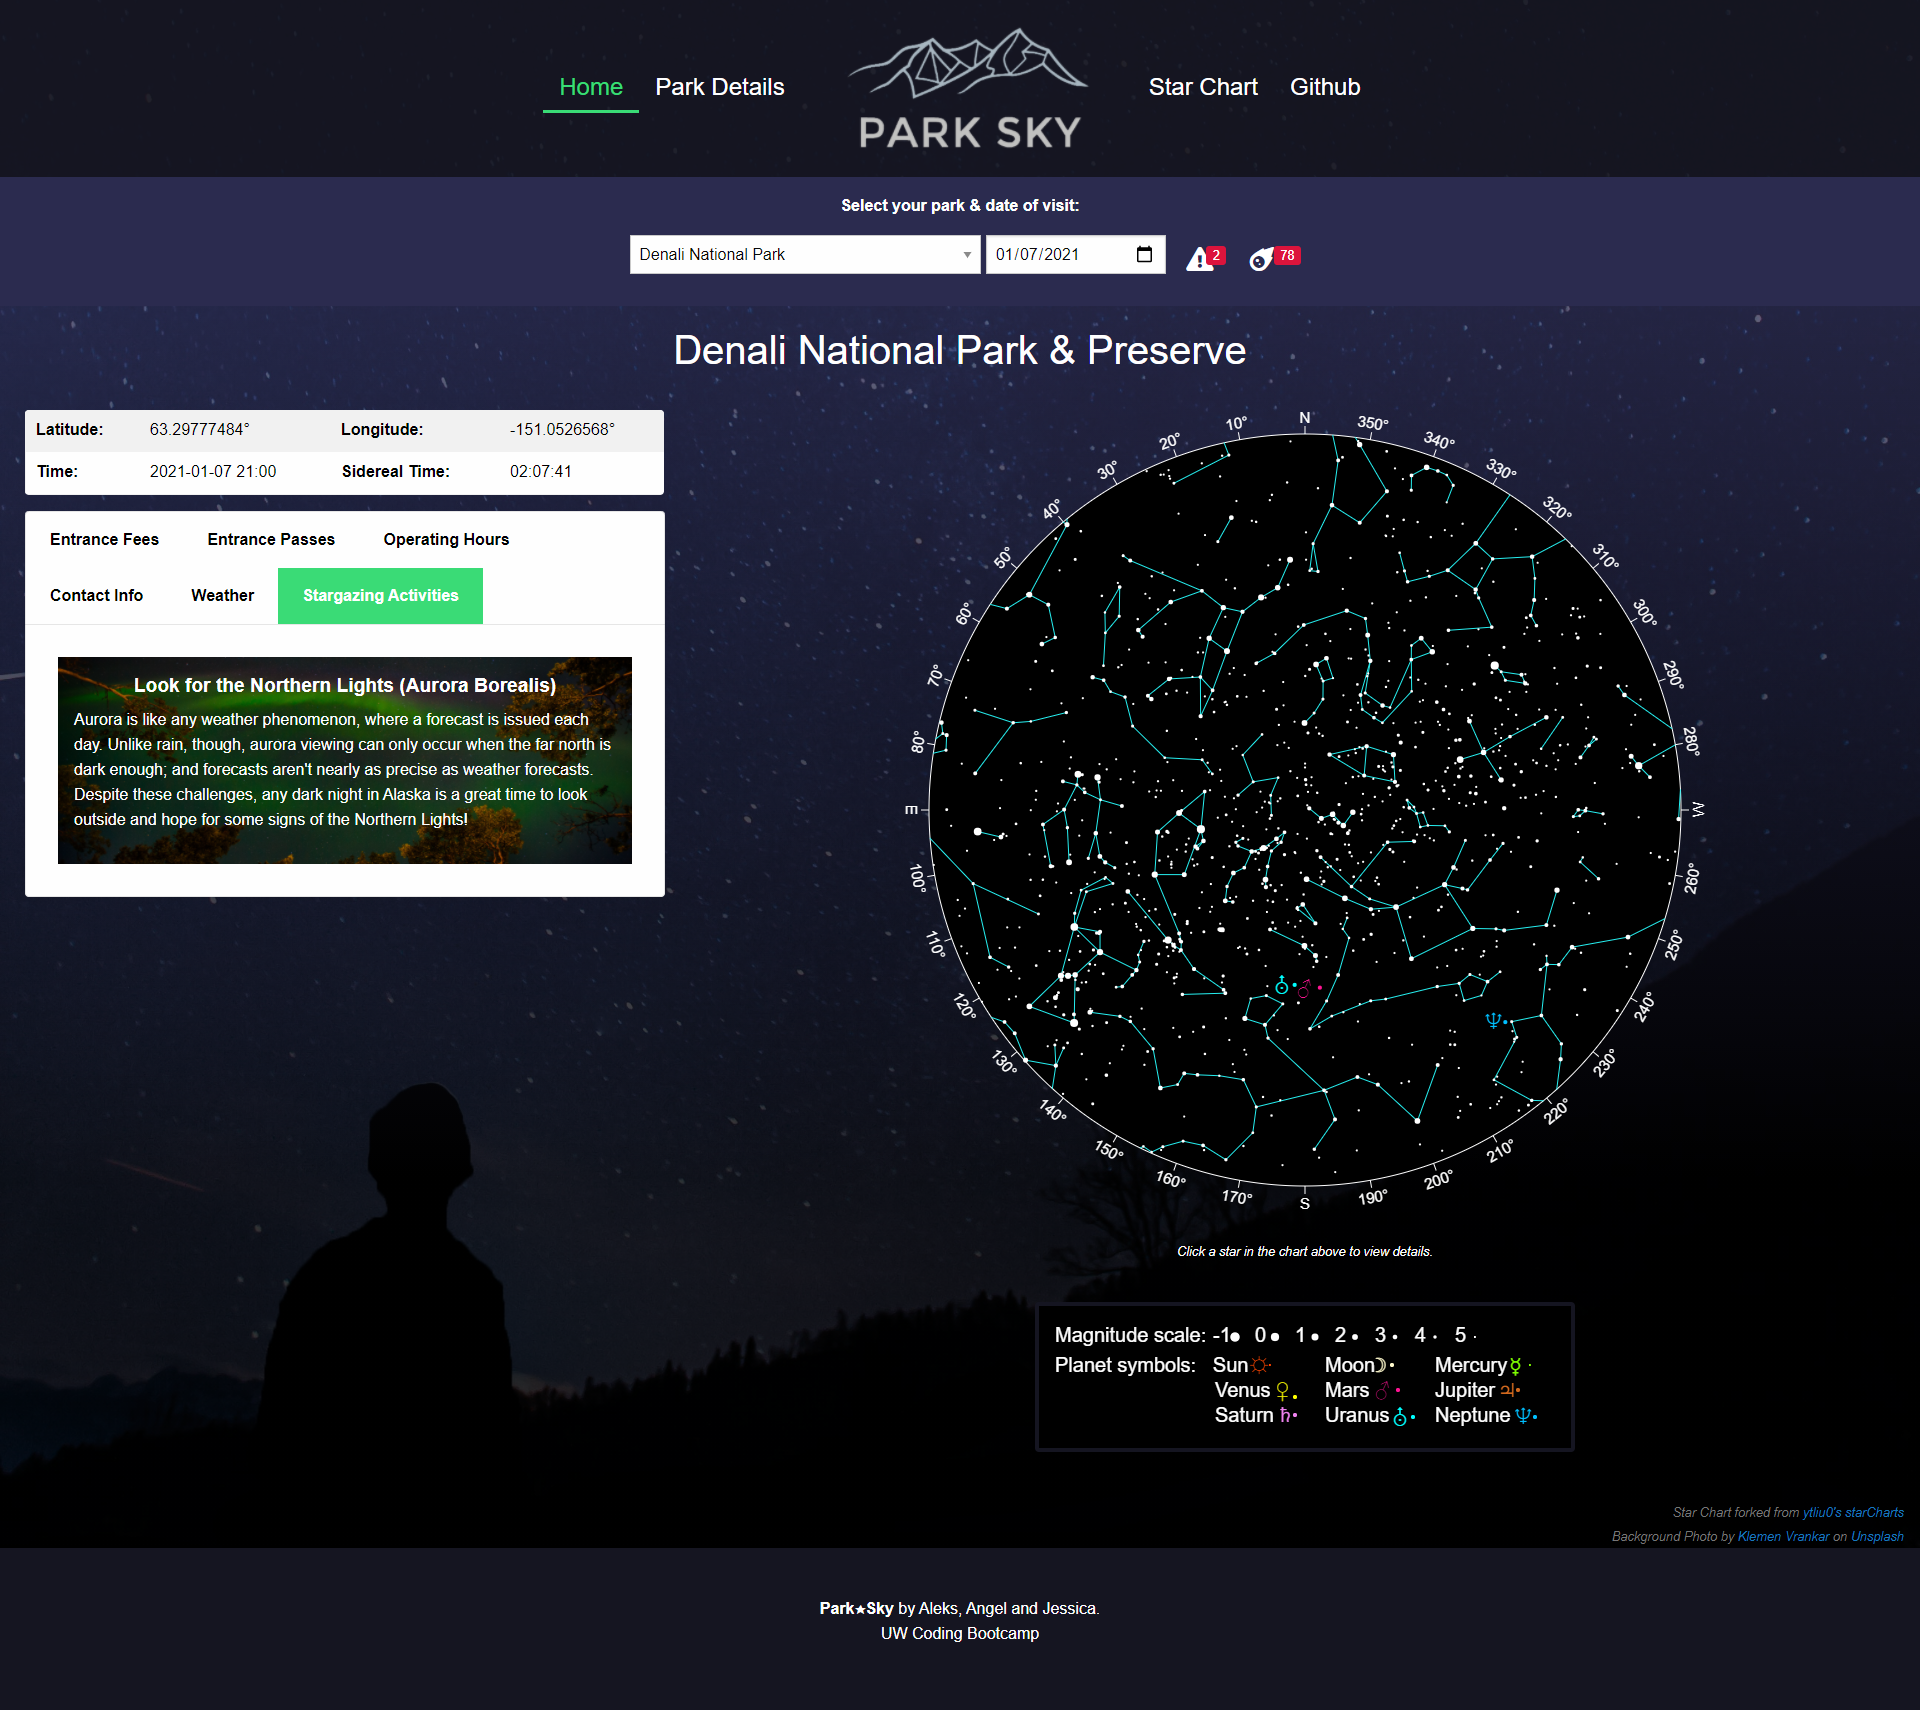 Home
Park Details
PARK SKY
Star Chart
Github
Select your park & date of visit:
Denali National Park
01/07/2021
2
78
Denali National Park & Preserve
Latitude: 63.29777484° Longitude: -151.0526568°
Time: 2021-01-07 21:00 Sidereal Time: 02:07:41
Entrance Fees Entrance Passes Operating Hours
Contact Info Weather Stargazing Activities
Look for the Northern Lights (Aurora Borealis)
Aurora is like any weather phenomenon, where a forecast is issued each
day. Unlike rain, though, aurora viewing can only occur when the far north is
dark enough; and forecasts aren't nearly as precise as weather forecasts.
Despite these challenges, any dark night in Alaska is a great time to look
outside and hope for some signs of the Northern Lights!
N
350°
340°
330°
320°
310°
300°
290°
280°
W
260°
250°
240°
230°
220°
210°
200°
190°
S
170°
160°
150°
140°
130°
120°
110°
100°
E
80°
70°
60°
50°
40°
30°
20°
10°
Click a star in the chart above to view details.
Magnitude scale: -1 0 1 2 3 4 5
Planet symbols: Sun☼ Moon☽ Mercury☿
Venus ♀ Mars ♂ Jupiter ♃
Saturn ♄ Uranus⛢ Neptune ♆
Star Chart forked from ytliu0's starCharts
Background Photo by Klemen Vrankar on Unsplash
Park★Sky by Aleks, Angel and Jessica.
UW Coding Bootcamp